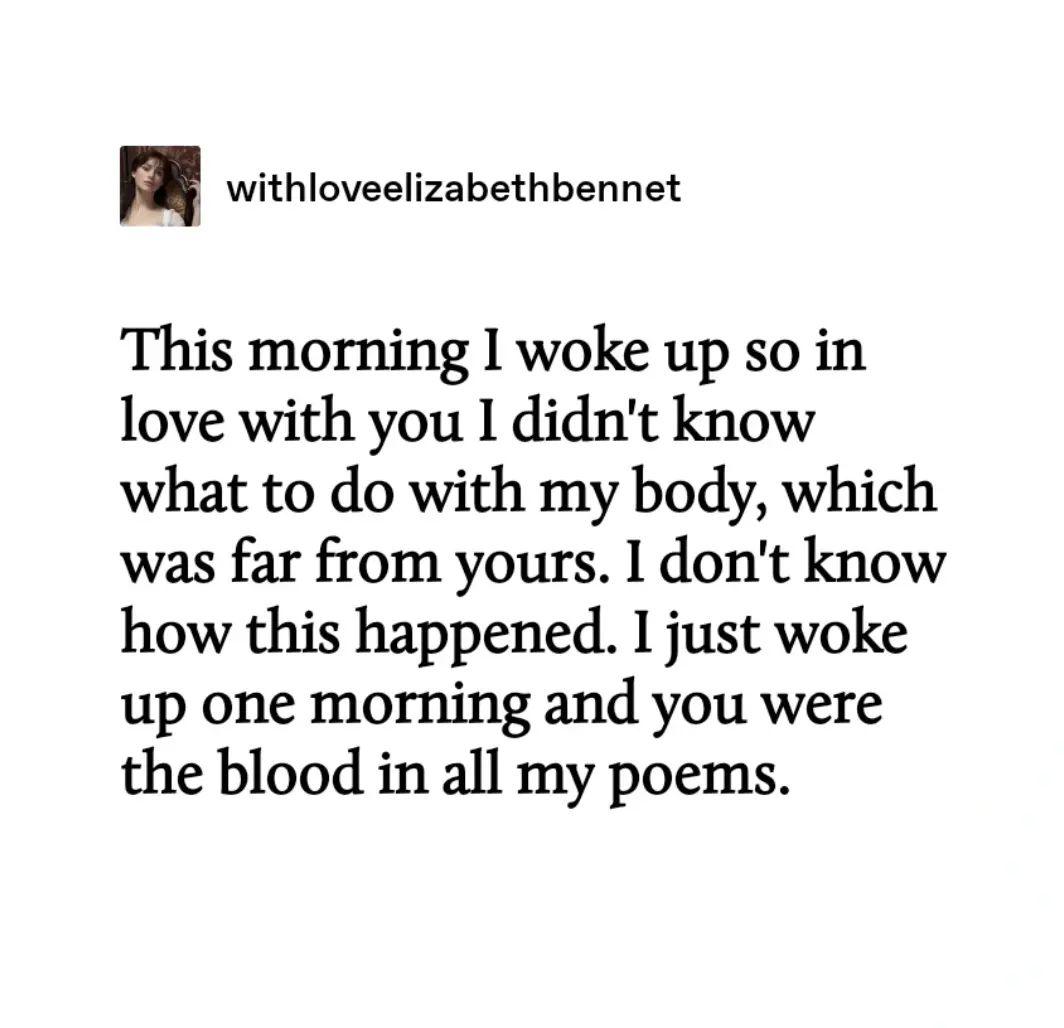 withloveelizabethbennet
This morning I woke up so in
love with you I didn't know
what to do with my body, which
was far from yours. I don't know
how this happened. I just woke
up one morning and you were
the blood in all my poems.